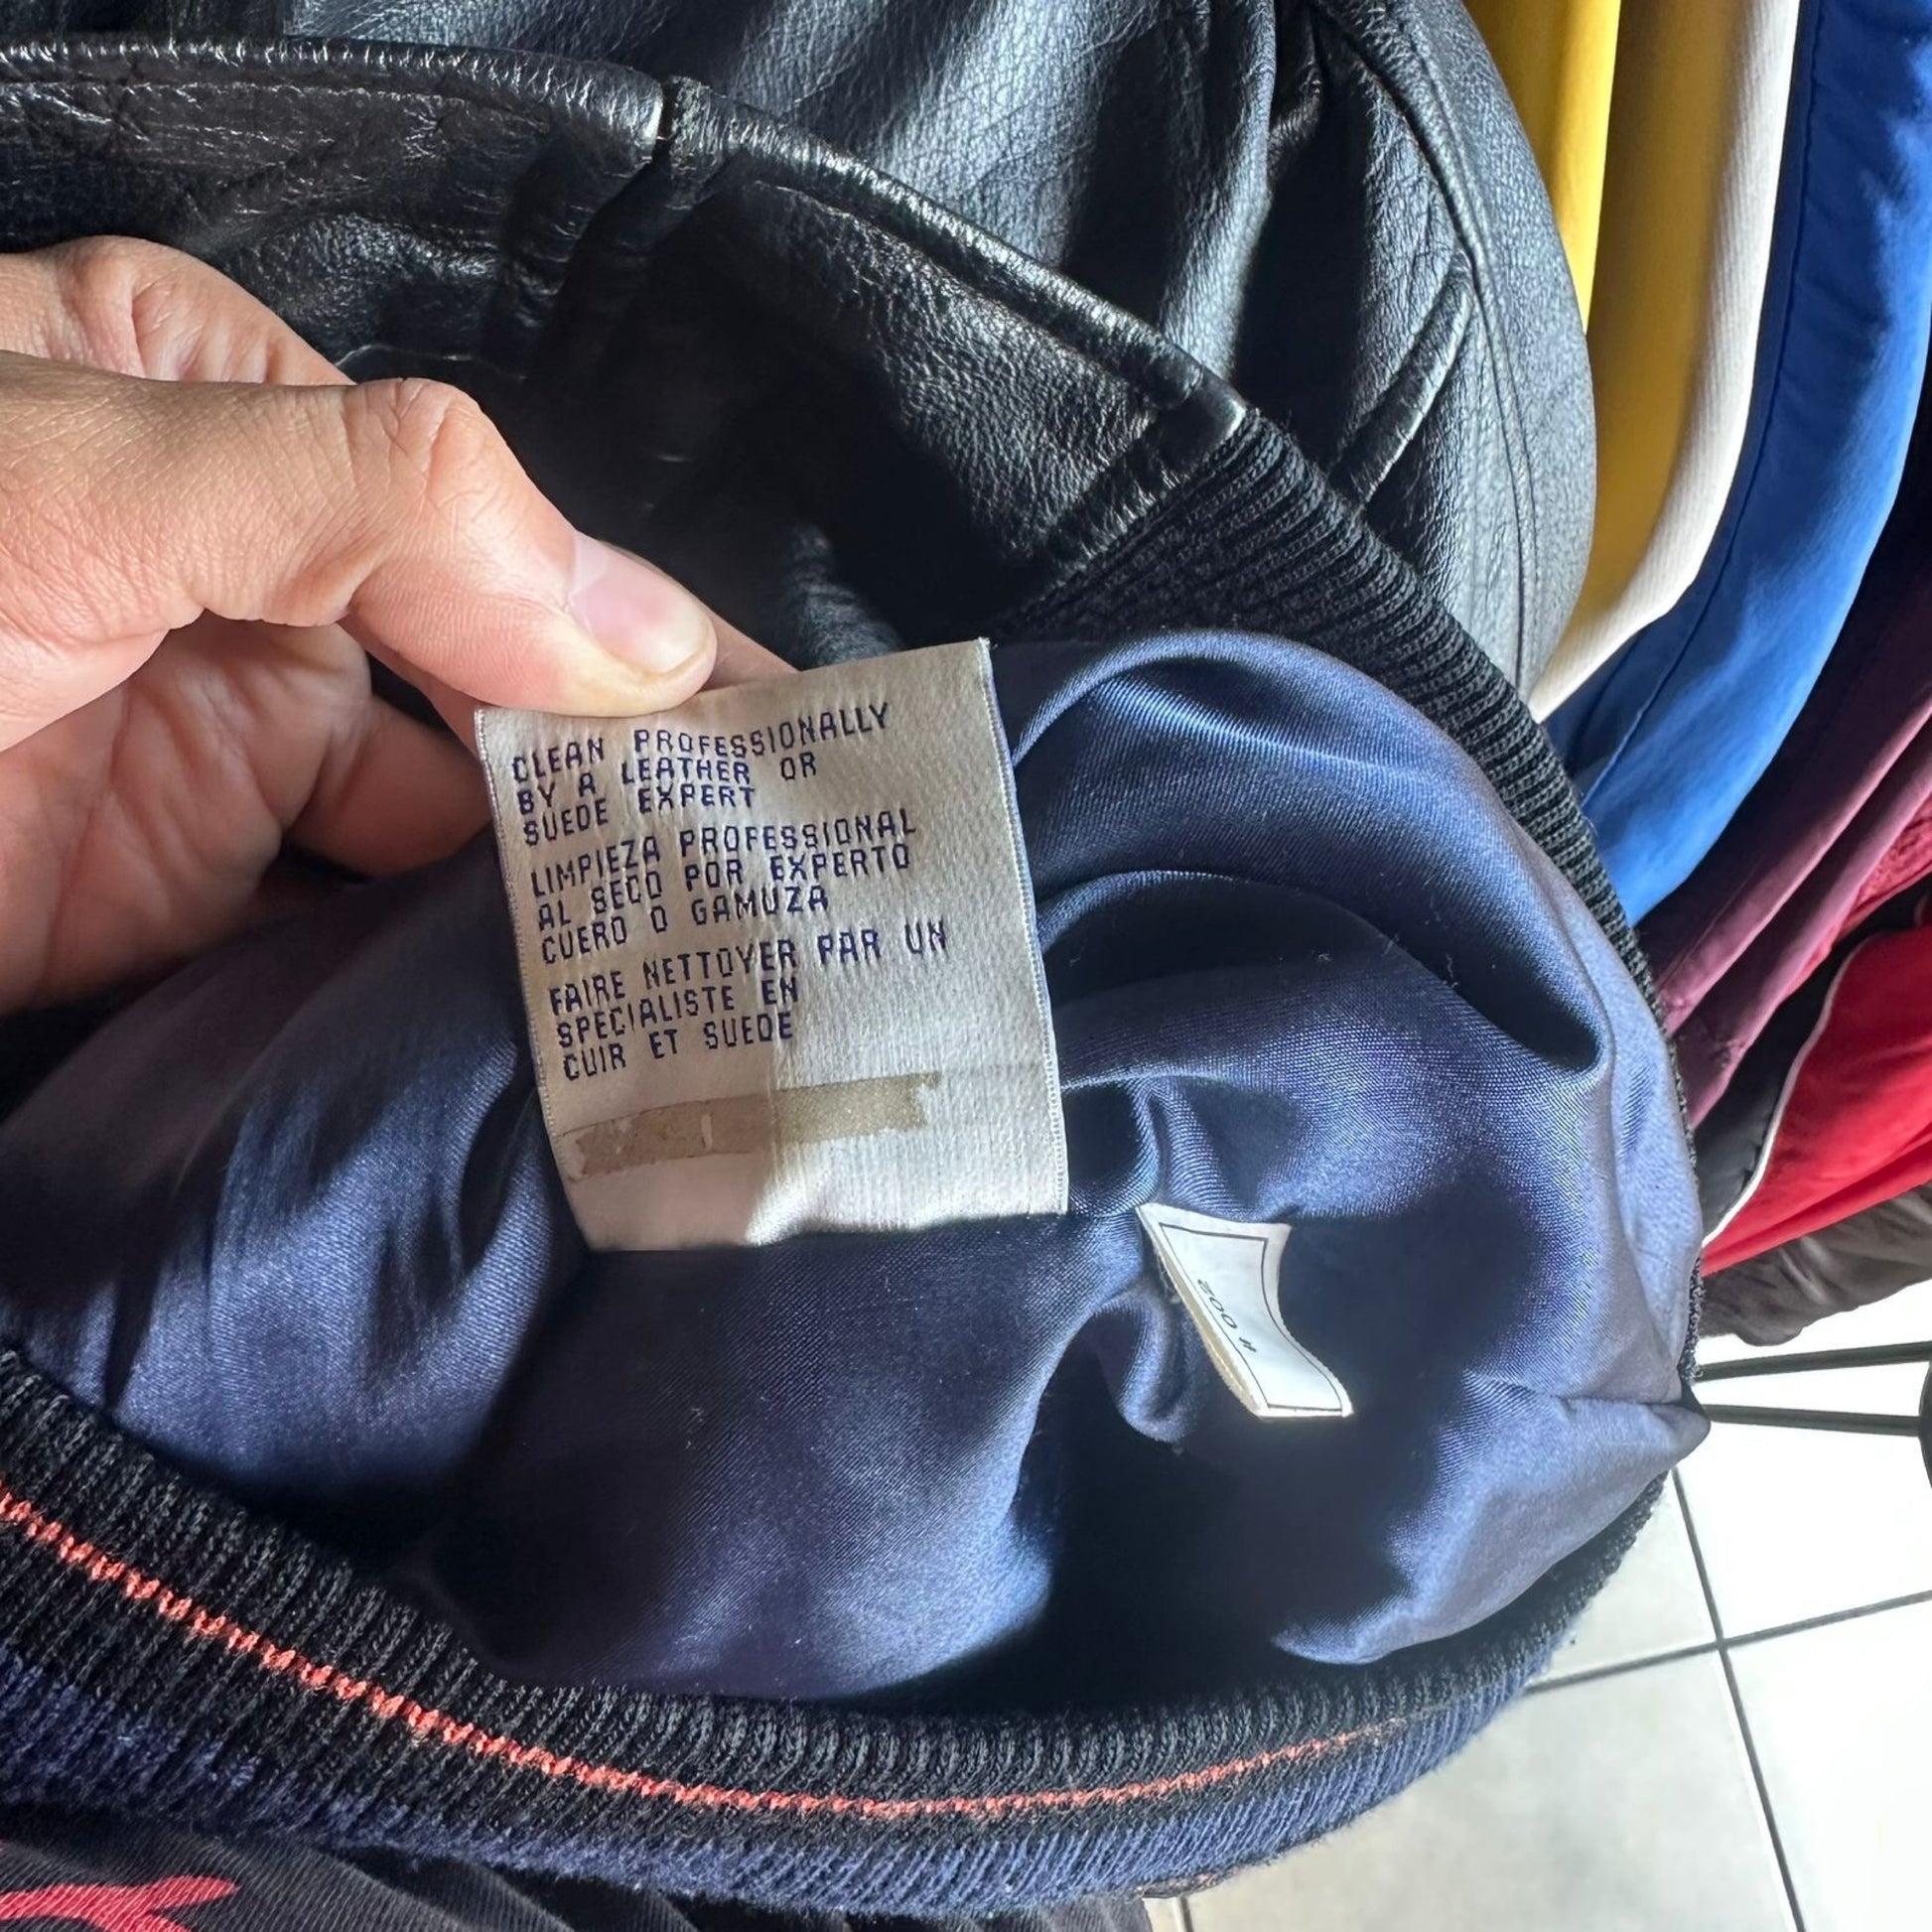 CLEAN PROFESSIONALLY
BY A LEATHER OR
SUEDE EXPERT
LIMPIEZA PROFESSIONAL
AL SECO POR EXPERTO
CUERO O GAMUZA
FAIRE NETTOYER PAR UN
SPECIALISTE EN
CUIR ET SUEDE
# 002